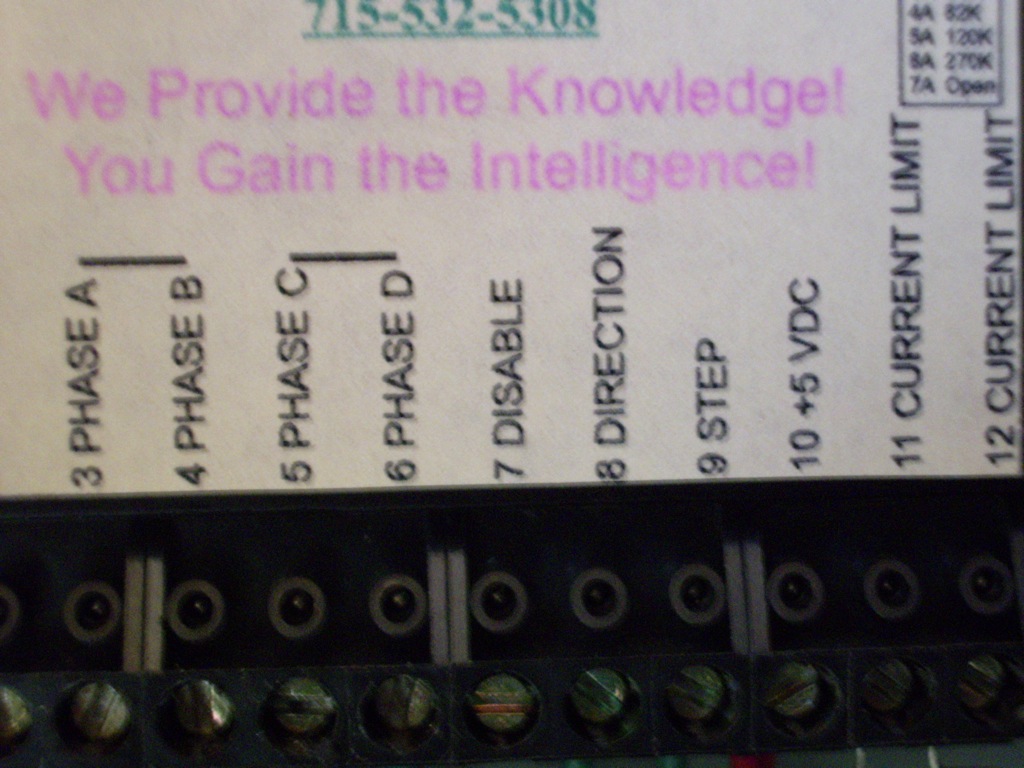 715-532-5308
We Provide the Knowledge!
You Gain the Intelligence!
4A 82K
5A 120K
6A 270K
7A Open
3 PHASE A
4 PHASE B
5 PHASE C
6 PHASE D
7 DISABLE
8 DIRECTION
9 STEP
10 +5 VDC
11 CURRENT LIMIT
12 CURRENT LIMIT